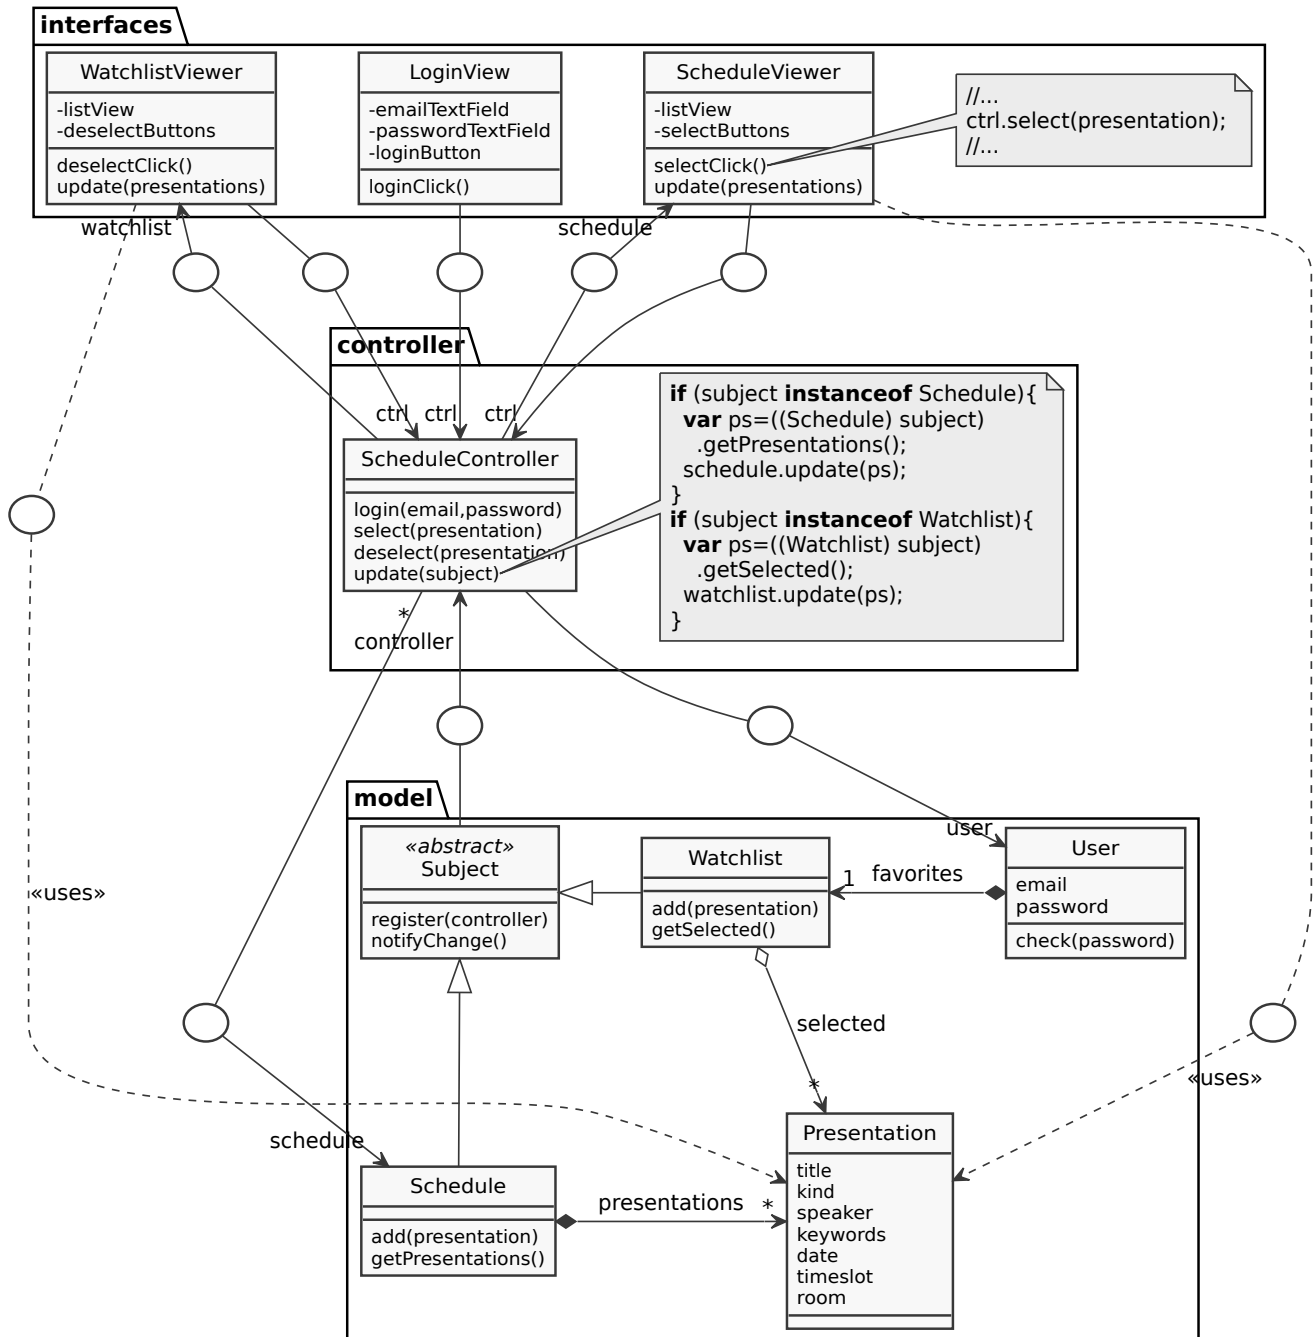 interfaces
WatchlistViewer
-listView
-deselectButtons
deselectClick()
update(presentations)
LoginView
-emailTextField
-passwordTextField
-loginButton
loginClick()
ScheduleViewer
-listView
-selectButtons
selectClick()
update(presentations)
//...
ctrl.select(presentation);
//...
watchlist
schedule
controller
ctrl
ctrl
ctrl
ScheduleController
login(email,password)
select(presentation)
deselect(presentation)
update(subject)
if (subject instanceof Schedule){
var ps=((Schedule) subject)
.getPresentations();
schedule.update(ps);
}
if (subject instanceof Watchlist){
var ps=((Watchlist) subject)
.getSelected();
watchlist.update(ps);
}
*
controller
model
user
«abstract»
Subject
register(controller)
notifyChange()
Watchlist
add(presentation)
getSelected()
1
favorites
User
email
password
check(password)
«uses»
selected
*
«uses»
schedule
Schedule
add(presentation)
getPresentations()
presentations
*
Presentation
title
kind
speaker
keywords
date
timeslot
room